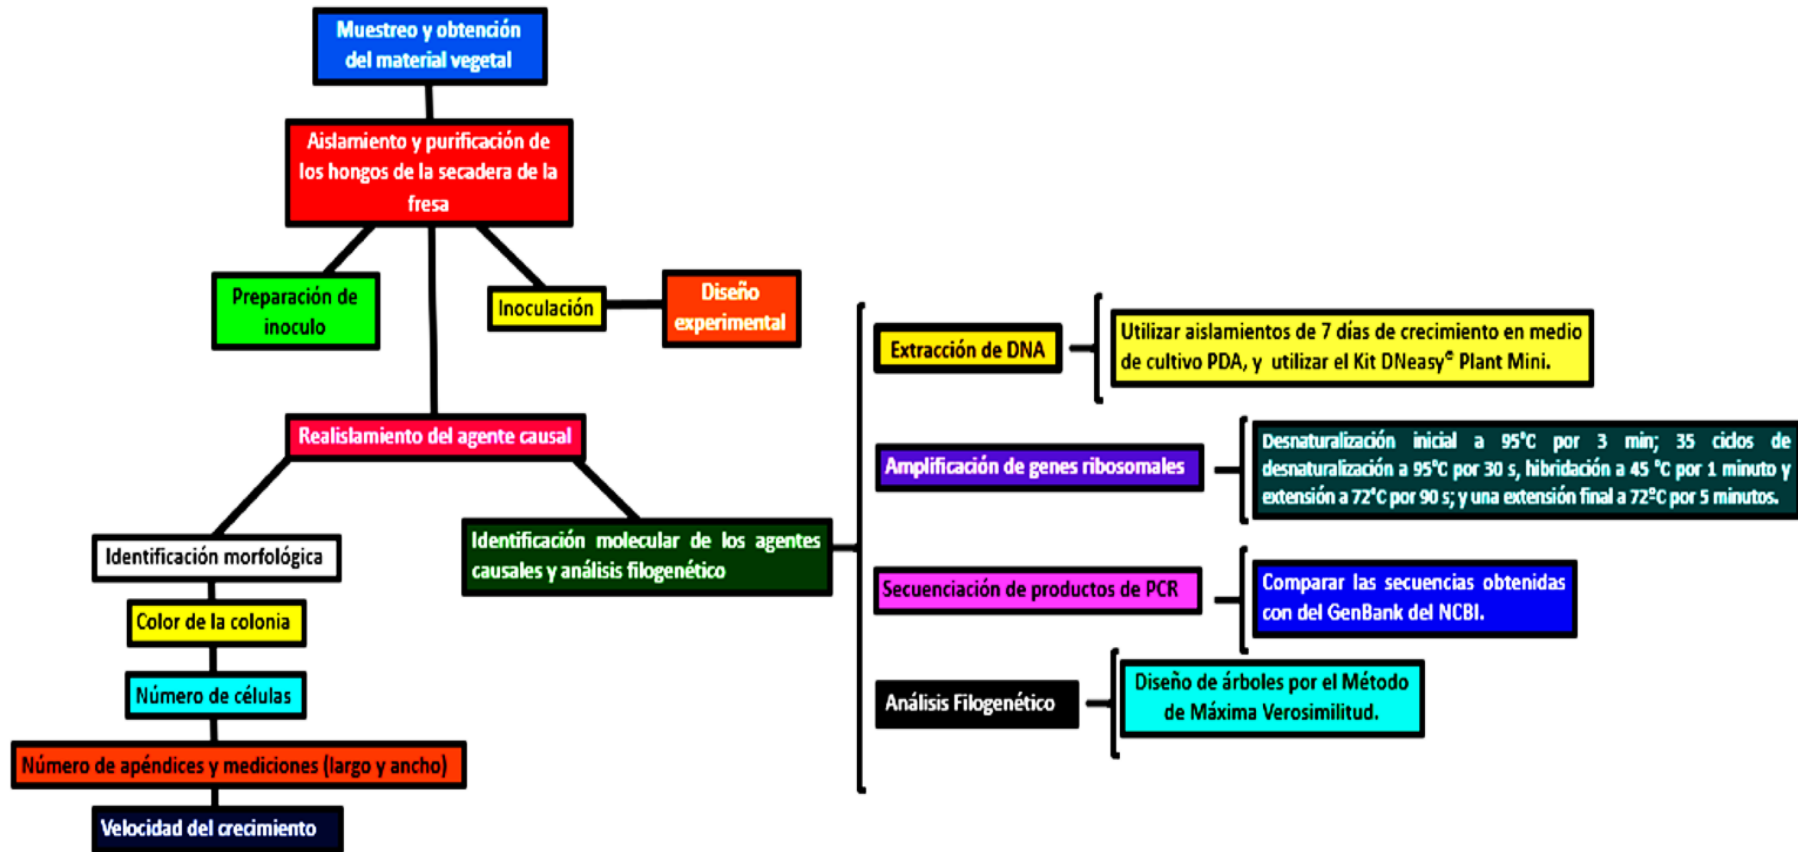 Muestreo y obtención
del material vegetal
Aislamiento y purificación de
los hongos de la secadera de la
fresa
Preparación de
inoculo
Inoculación
Diseño
experimental
Realislamiento del agente causal
Identificación morfológica
Color de la colonia
Número de células
Número de apéndices y mediciones (largo y ancho)
Velocidad del crecimiento
Identificación molecular de los agentes
causales y análisis filogenético
Extracción de DNA
Utilizar aislamientos de 7 días de crecimiento en medio
de cultivo PDA, y utilizar el Kit DNeasy® Plant Mini.
Amplificación de genes ribosomales
Desnaturalización inicial a 95°C por 3 min; 35 ciclos de
desnaturalización a 95°C por 30 s, hibridación a 45 °C por 1 minuto y
extensión a 72°C por 90 s; y una extensión final a 72ºC por 5 minutos.
Secuenciación de productos de PCR
Comparar las secuencias obtenidas
con del GenBank del NCBI.
Análisis Filogenético
Diseño de árboles por el Método
de Máxima Verosimilitud.